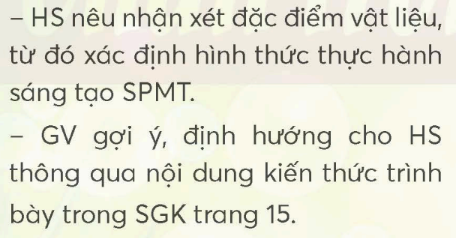 – HS nêu nhận xét đặc điểm vật liệu,
từ đó xác định hình thức thực hành
sáng tạo SPMT.
– GV gợi ý, định hướng cho HS
thông qua nội dung kiến thức trình
bày trong SGK trang 15.